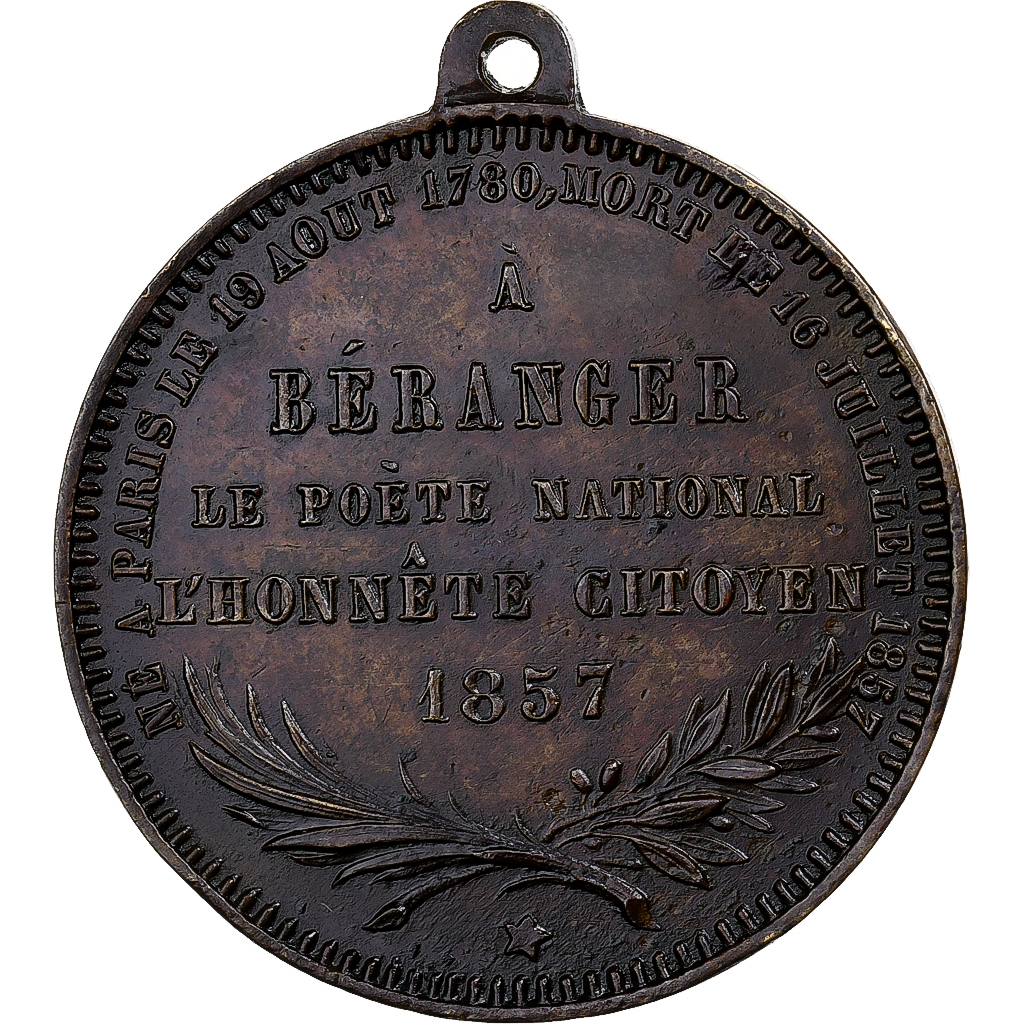 NÉ A PARIS LE 19 AOUT 1780, MORT LE 16 JUILLET 1857
À
BÉRANGER
LE POÈTE NATIONAL
L'HONNÊTE CITOYEN
1857